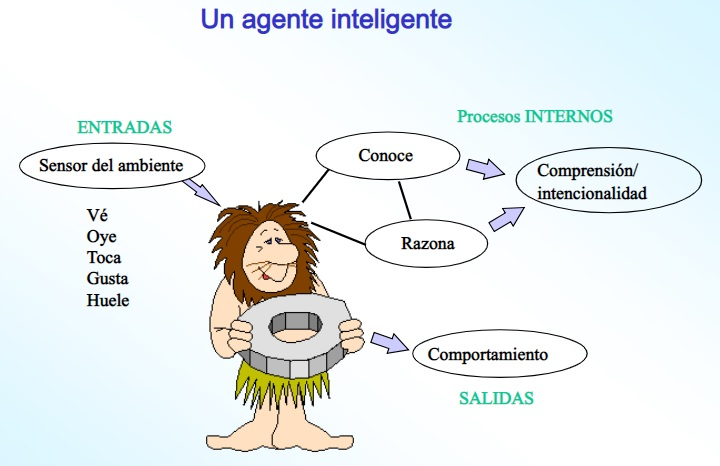 Un agente inteligente
ENTRADAS
Sensor del ambiente
Vé
Oye
Toca
Gusta
Huele
Procesos INTERNOS
Conoce
Razona
Comprensión/
intencionalidad
Comportamiento
SALIDAS